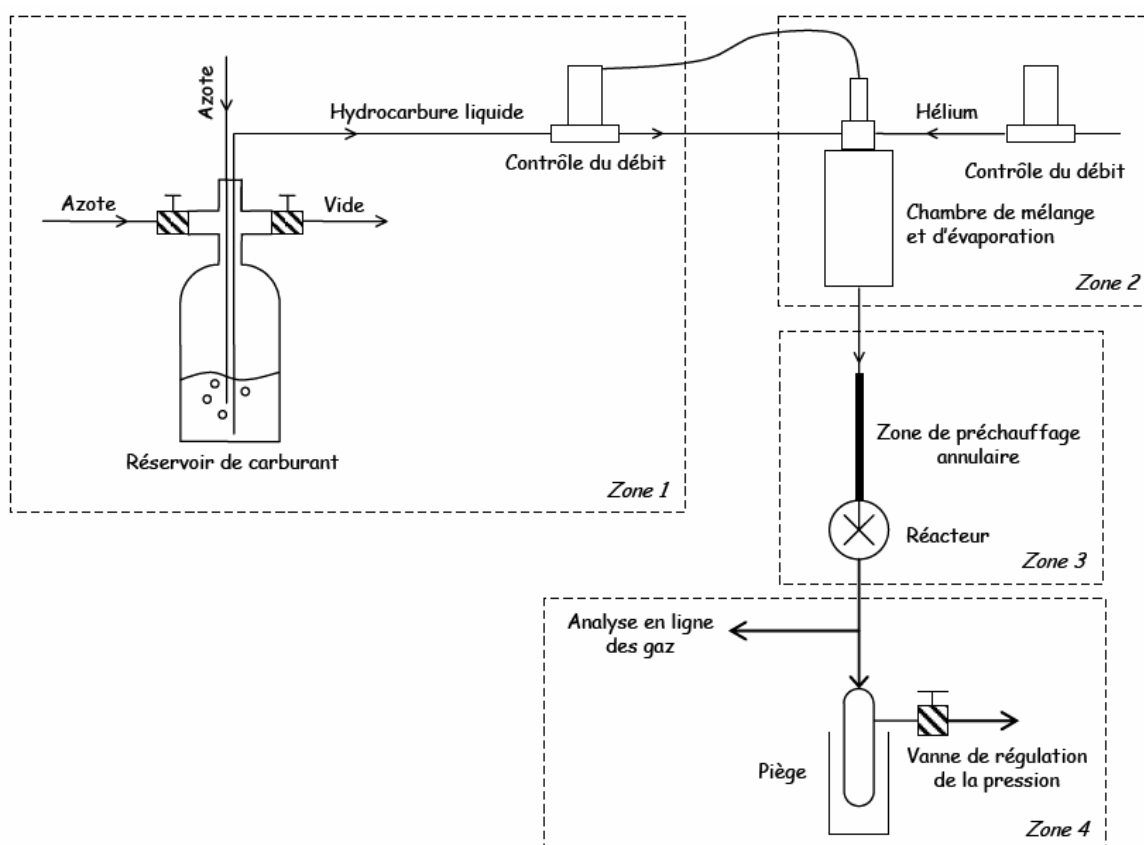 Azote
Hydrocarbure liquide
Contrôle du débit
Azote
Vide
Réservoir de carburant
Zone 1
Hélium
Contrôle du débit
Chambre de mélange
et d'évaporation
Zone 2
Zone de préchauffage
annulaire
Réacteur
Zone 3
Analyse en ligne
des gaz
Piège
Vanne de régulation
de la pression
Zone 4